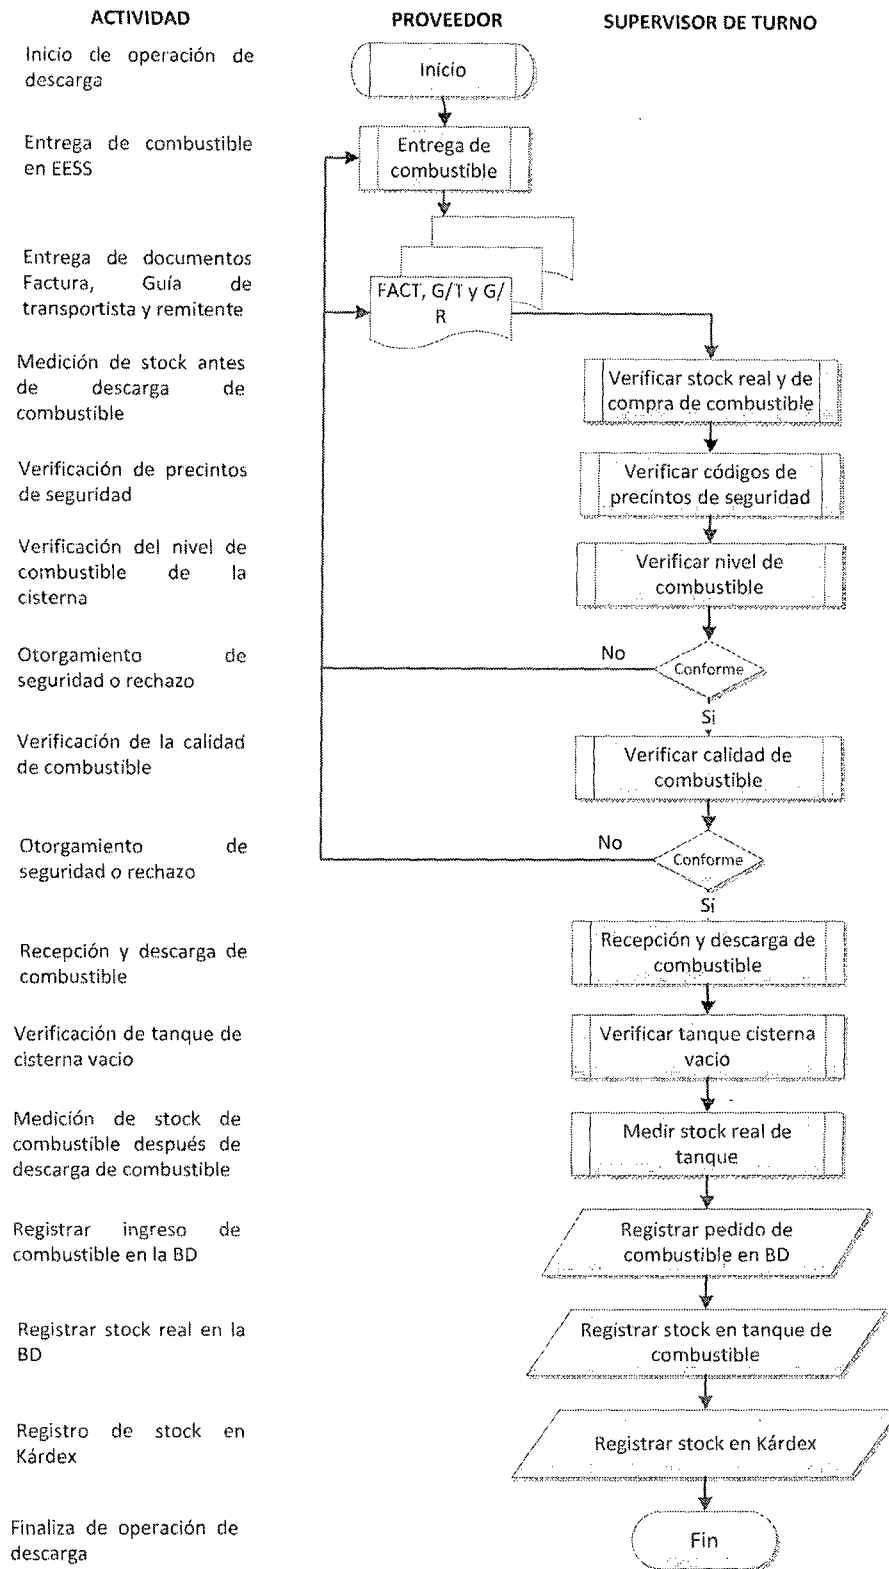 ACTIVIDAD
PROVEEDOR
SUPERVISOR DE TURNO
Inicio de operación de
descarga
Inicio
Entrega de combustible
en EESS
Entrega de
combustible
Entrega de documentos
Factura, Guía de
transportista y remitente
FACT, G/T y G/
R
Medición de stock antes
de descarga de
combustible
Verificar stock real y de
compra de combustible
Verificación de precintos
de seguridad
Verificar códigos de
precintos de seguridad
Verificación del nivel de
combustible de la
cisterna
Verificar nivel de
combustible
Otorgamiento de
seguridad o rechazo
No
Conforme
Si
Verificación de la calidad
de combustible
Verificar calidad de
combustible
Otorgamiento de
seguridad o rechazo
No
Conforme
Si
Recepción y descarga de
combustible
Recepción y descarga de
combustible
Verificación de tanque de
cisterna vacio
Verificar tanque cisterna
vacio
Medición de stock de
combustible después de
descarga de combustible
Medir stock real de
tanque
Registrar ingreso de
combustible en la BD
Registrar pedido de
combustible en BD
Registrar stock real en la
BD
Registrar stock en tanque de
combustible
Registro de stock en
Kárdex
Registrar stock en Kárdex
Finaliza de operación de
descarga
Fin